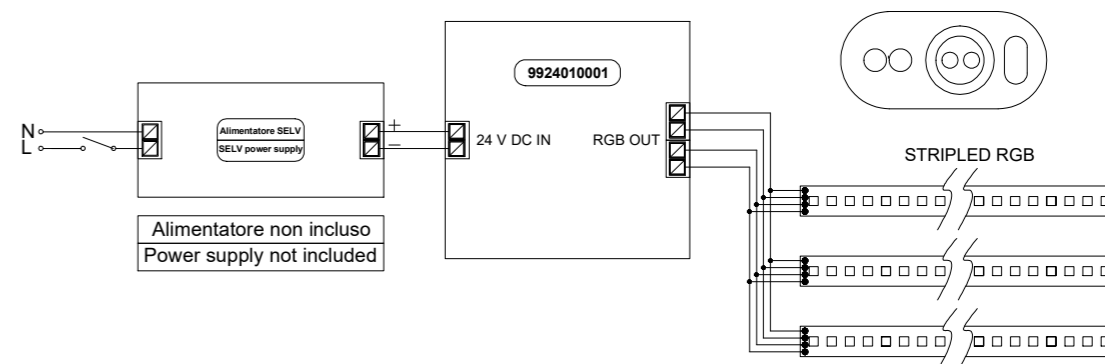 9924010001
N
L
Alimentatore SELV
SELV power supply
+
−
24 V DC IN
RGB OUT
STRIPLED RGB
Alimentatore non incluso
Power supply not included